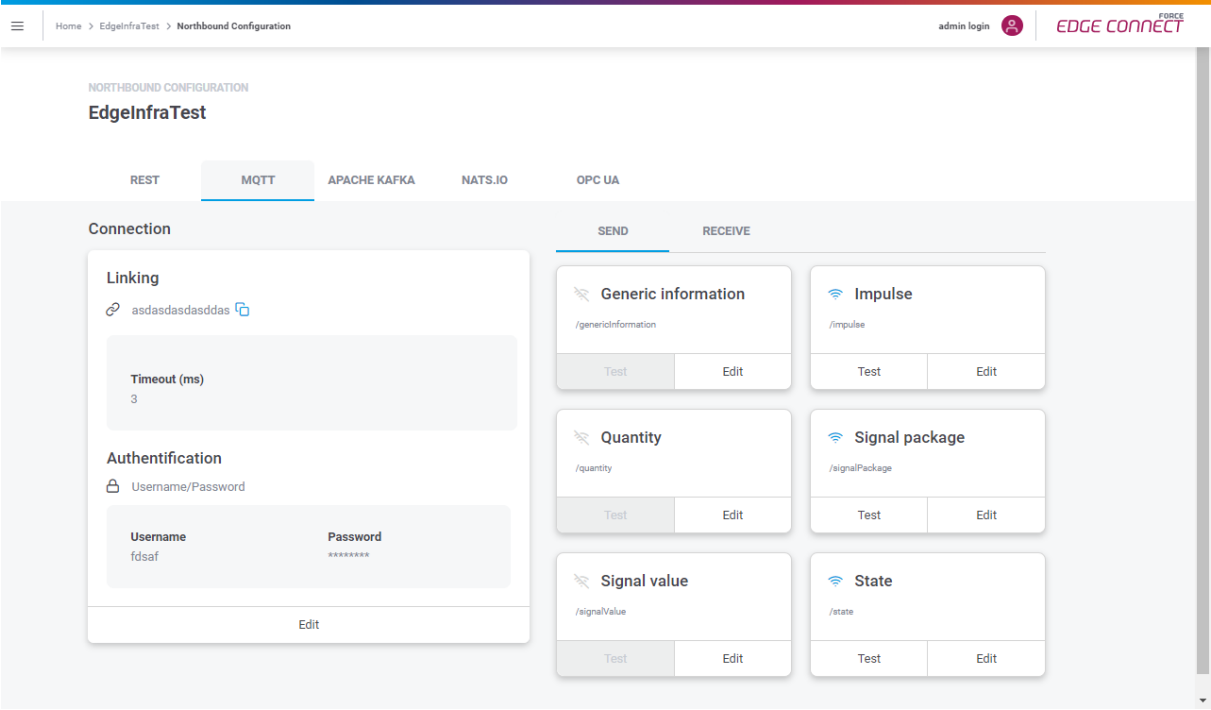 Home > EdgeInfraTest > Northbound Configuration
admin login
FORCE
EDGE CONNECT
NORTHBOUND CONFIGURATION
EdgeInfraTest
REST MQTT APACHE KAFKA NATS.IO OPC UA
Connection
Linking
asdasdasdasddas
Timeout (ms)
3
Authentification
Username/Password
Username Password
fdsaf ********
Edit
SEND RECEIVE
Generic information
/genericInformation
Test Edit
Impulse
/impulse
Test Edit
Quantity
/quantity
Test Edit
Signal package
/signalPackage
Test Edit
Signal value
/signalValue
Test Edit
State
/state
Test Edit